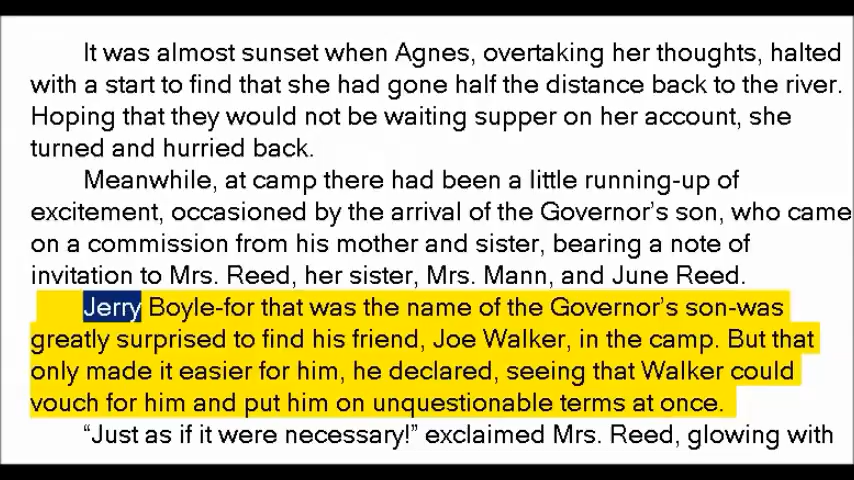 It was almost sunset when Agnes, overtaking her thoughts, halted
with a start to find that she had gone half the distance back to the river.
Hoping that they would not be waiting supper on her account, she
turned and hurried back.
Meanwhile, at camp there had been a little running-up of
excitement, occasioned by the arrival of the Governor’s son, who came
on a commission from his mother and sister, bearing a note of
invitation to Mrs. Reed, her sister, Mrs. Mann, and June Reed.
Jerry Boyle-for that was the name of the Governor’s son-was
greatly surprised to find his friend, Joe Walker, in the camp. But that
only made it easier for him, he declared, seeing that Walker could
vouch for him and put him on unquestionable terms at once.
“Just as if it were necessary!” exclaimed Mrs. Reed, glowing with